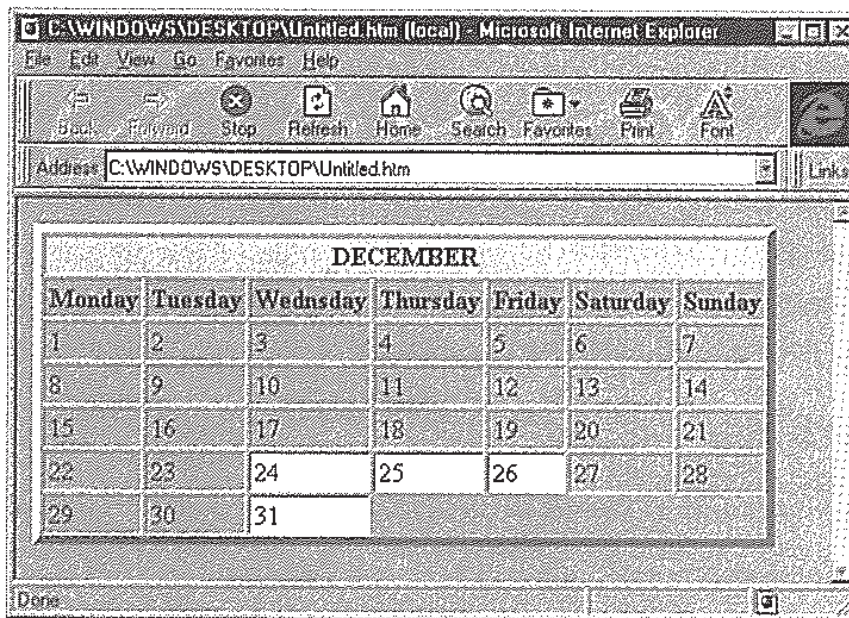 C:\WINDOWS\DESKTOP\Untitled.htm (local) - Microsoft Internet Explorer
File Edit View Go Favorites Help
Back Forward Stop Refresh Home Search Favorites Print Font
Address C:\WINDOWS\DESKTOP\Untitled.htm Links
DECEMBER
Monday Tuesday Wednsday Thursday Friday Saturday Sunday
1 2 3 4 5 6 7
8 9 10 11 12 13 14
15 16 17 18 19 20 21
22 23 24 25 26 27 28
29 30 31
Done